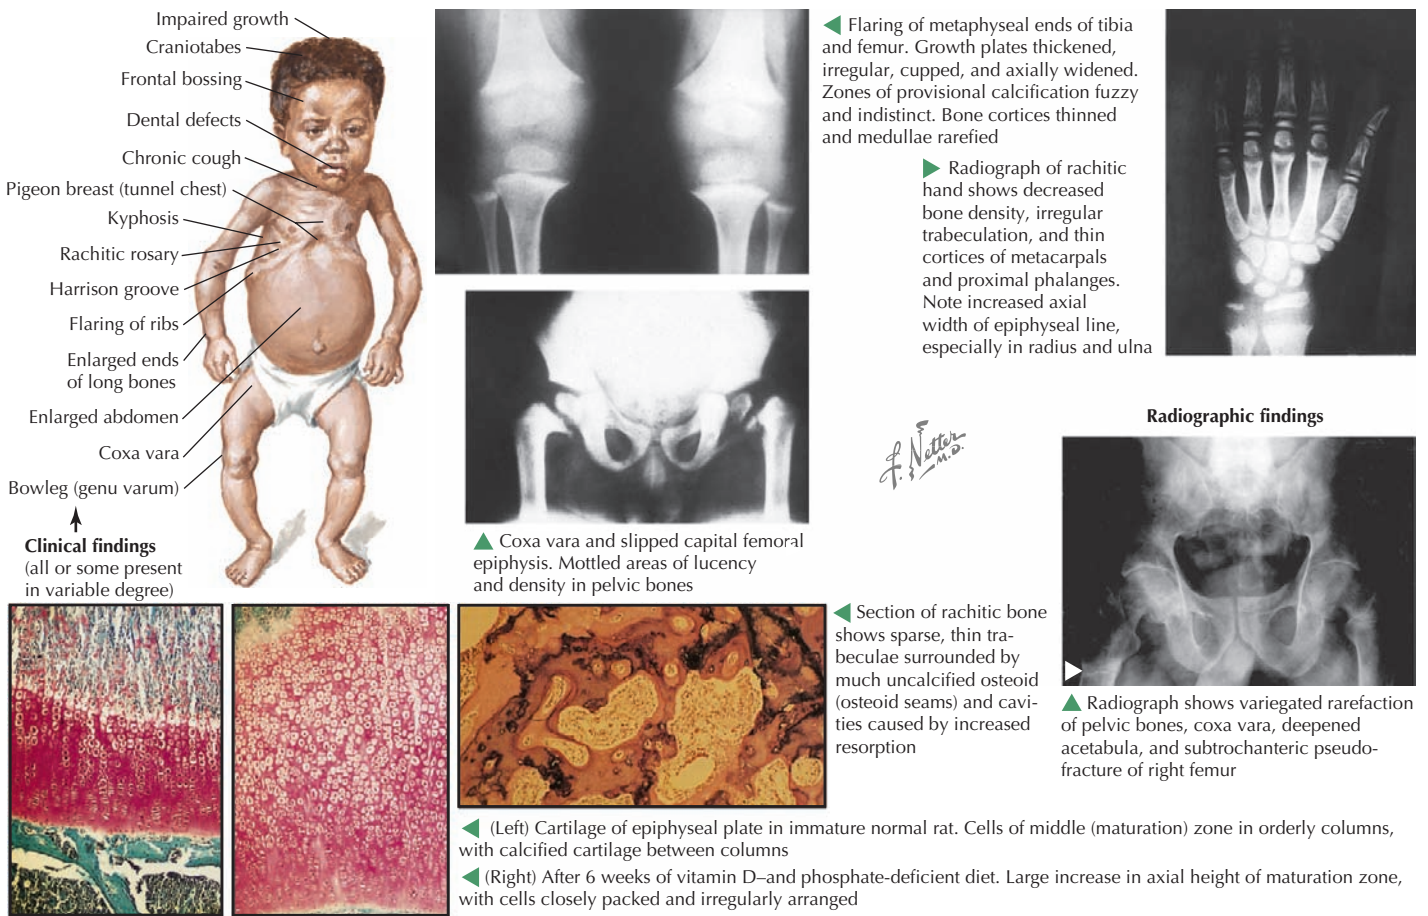 Impaired growth
Craniotabes
Frontal bossing
Dental defects
Chronic cough
Pigeon breast (tunnel chest)
Kyphosis
Rachitic rosary
Harrison groove
Flaring of ribs
Enlarged ends
of long bones
Enlarged abdomen
Coxa vara
Bowleg (genu varum)
Clinical findings
(all or some present
in variable degree)
Flaring of metaphyseal ends of tibia
and femur. Growth plates thickened,
irregular, cupped, and axially widened.
Zones of provisional calcification fuzzy
and indistinct. Bone cortices thinned
and medullae rarefied
Radiograph of rachitic
hand shows decreased
bone density, irregular
trabeculation, and thin
cortices of metacarpals
and proximal phalanges.
Note increased axial
width of epiphyseal line,
especially in radius and ulna
Coxa vara and slipped capital femoral
epiphysis. Mottled areas of lucency
and density in pelvic bones
F. Netter
M.D.
Radiographic findings
Section of rachitic bone
shows sparse, thin tra-
beculae surrounded by
much uncalcified osteoid
(osteoid seams) and cavi-
ties caused by increased
resorption
Radiograph shows variegated rarefaction
of pelvic bones, coxa vara, deepened
acetabula, and subtrochanteric pseudo-
fracture of right femur
(Left) Cartilage of epiphyseal plate in immature normal rat. Cells of middle (maturation) zone in orderly columns,
with calcified cartilage between columns
(Right) After 6 weeks of vitamin D–and phosphate-deficient diet. Large increase in axial height of maturation zone,
with cells closely packed and irregularly arranged